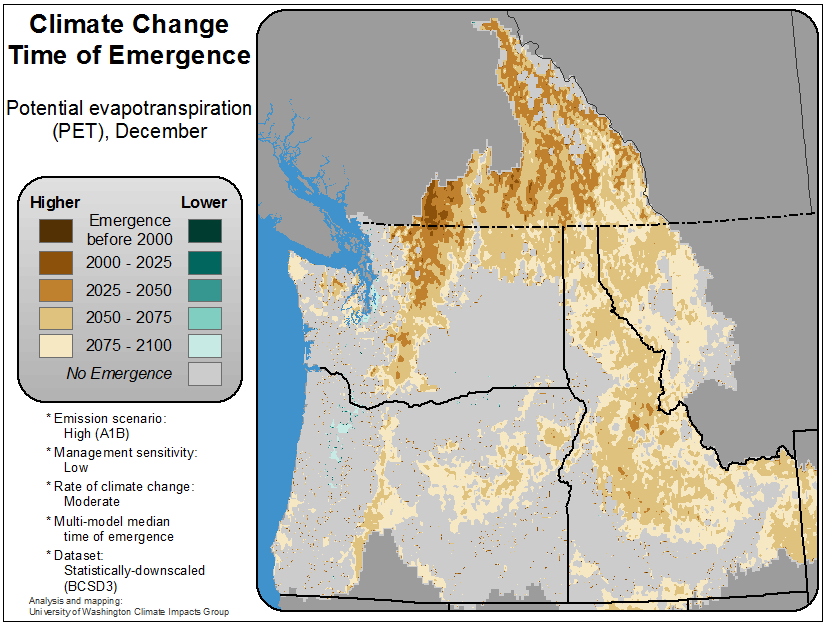 Climate Change
Time of Emergence
Potential evapotranspiration
(PET), December
Higher
Lower
Emergence
before 2000
2000 - 2025
2025 - 2050
2050 - 2075
2075 - 2100
No Emergence
* Emission scenario:
High (A1B)
* Management sensitivity:
Low
* Rate of climate change:
Moderate
* Multi-model median
time of emergence
* Dataset:
Statistically-downscaled
(BCSD3)
Analysis and mapping:
University of Washington Climate Impacts Group